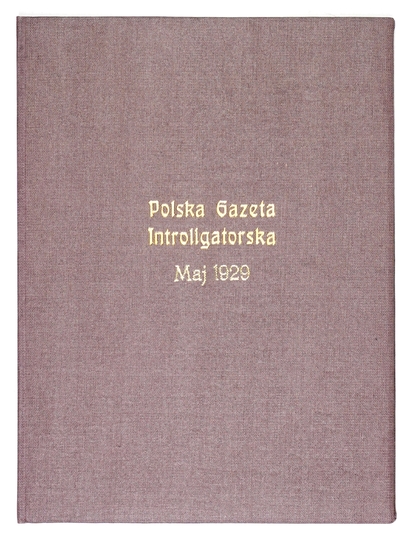 Polska Gazeta
Introligatorska
Maj 1929